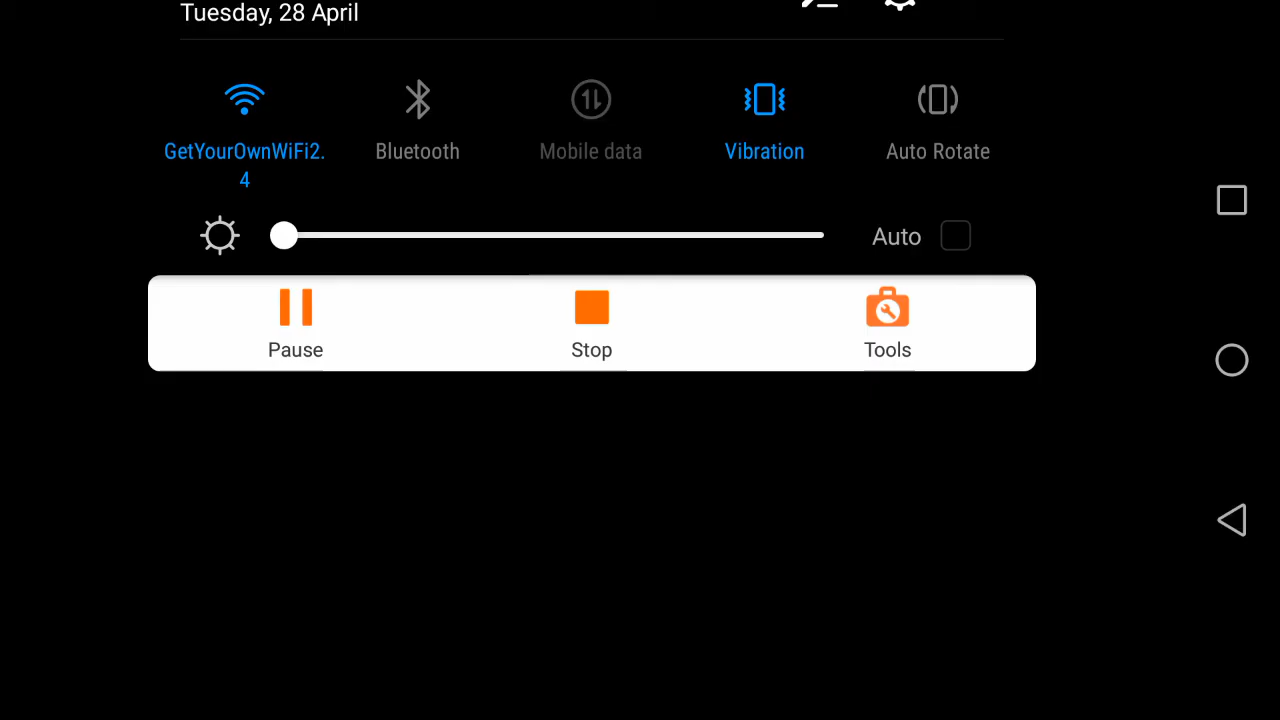 Tuesday, 28 April
GetYourOwnWiFi2.
4
Bluetooth
Mobile data
Vibration
Auto Rotate
Auto
Pause
Stop
Tools